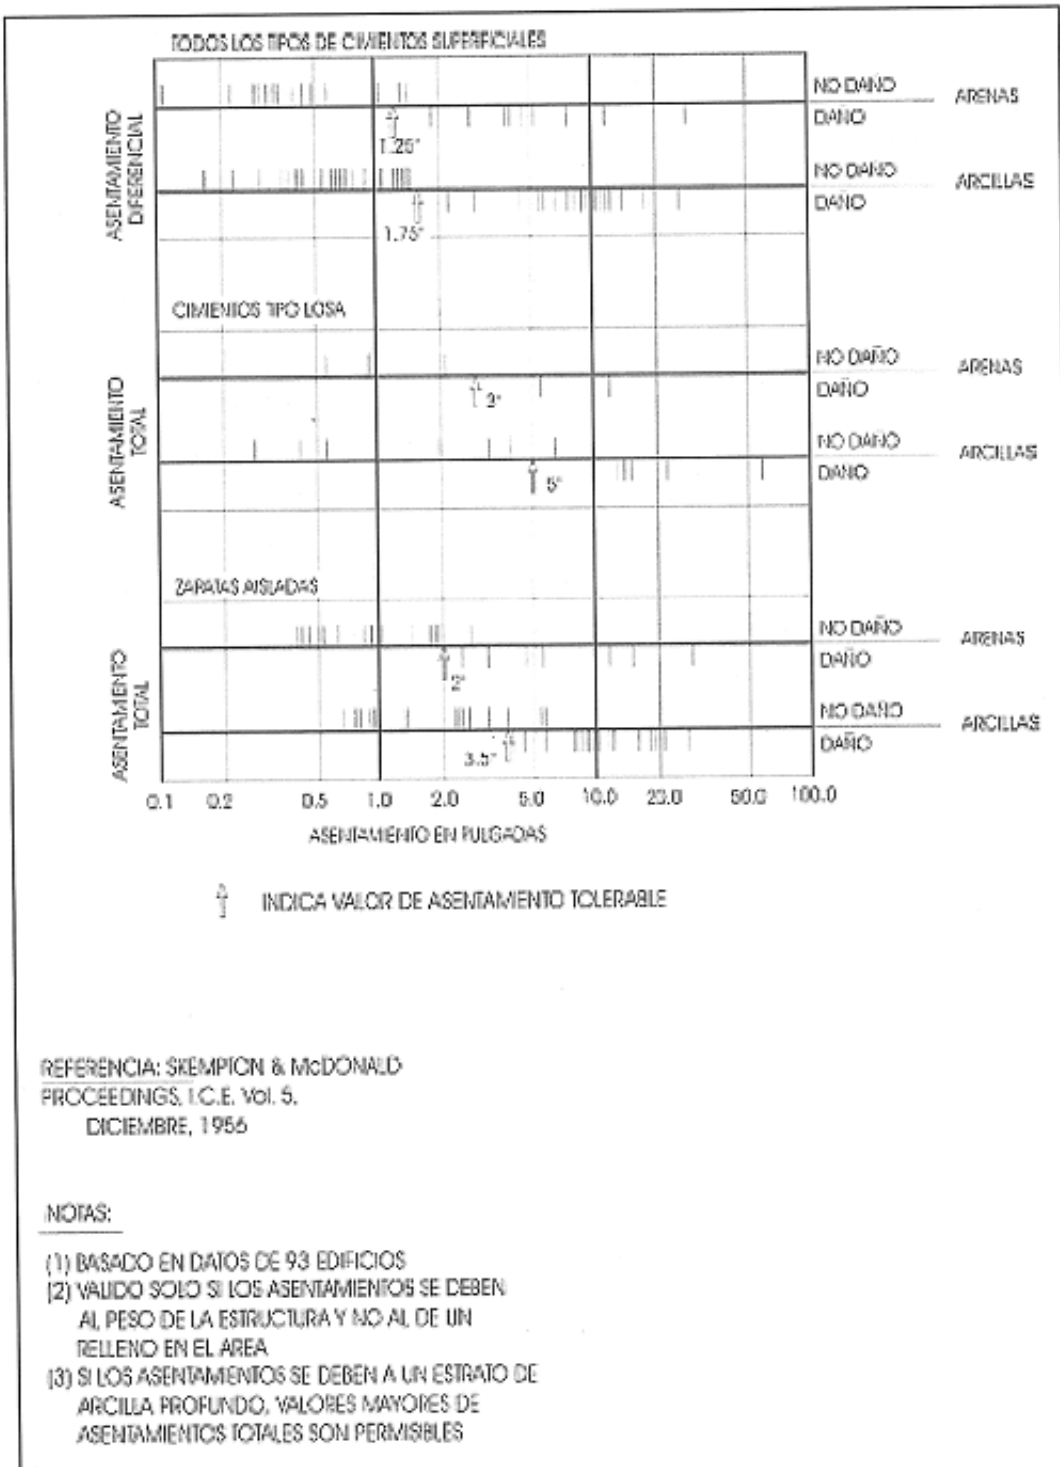 TODOS LOS TIPOS DE CIMIENTOS SUPERFICIALES
NO DAÑO
DAÑO
ARENAS
1.25"
NO DAÑO
DAÑO
ARCILLAS
1.75"
ASENTAMIENTO
DIFERENCIAL
CIMIENTOS TIPO LOSA
NO DAÑO
DAÑO
ARENAS
3"
NO DAÑO
DAÑO
ARCILLAS
5"
ASENTAMIENTO
TOTAL
ZAPATAS AISLADAS
NO DAÑO
DAÑO
ARENAS
2
NO DAÑO
DAÑO
ARCILLAS
3.5"
ASENTAMIENTO
TOTAL
0.1 0.2 0.5 1.0 2.0 5.0 10.0 20.0 50.0 100.0
ASENTAMIENTO EN PULGADAS
INDICA VALOR DE ASENTAMIENTO TOLERABLE
REFERENCIA: SKEMPTON & McDONALD
PROCEEDINGS, I.C.E. Vol. 5,
DICIEMBRE, 1956
NOTAS:
(1) BASADO EN DATOS DE 93 EDIFICIOS
(2) VALIDO SOLO SI LOS ASENTAMIENTOS SE DEBEN
AL PESO DE LA ESTRUCTURA Y NO AL DE UN
RELLENO EN EL AREA
(3) SI LOS ASENTAMIENTOS SE DEBEN A UN ESTRATO DE
ARCILLA PROFUNDO, VALORES MAYORES DE
ASENTAMIENTOS TOTALES SON PERMISIBLES